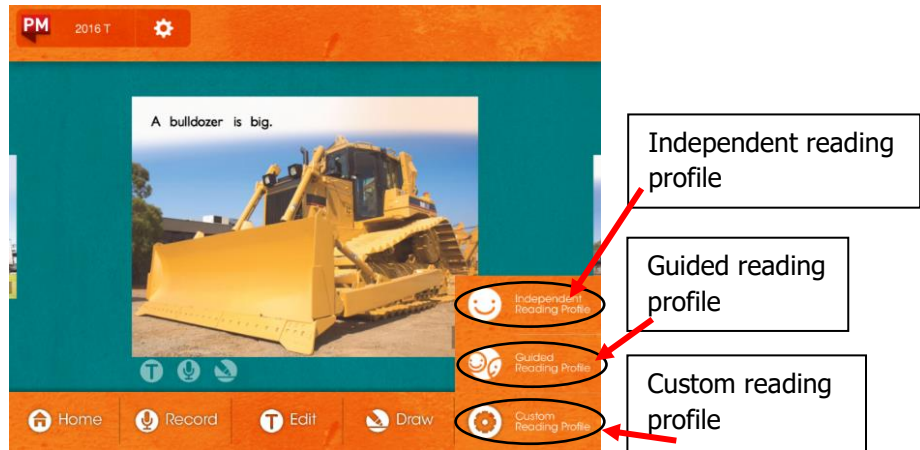 PM 2016 T
A bulldozer is big.
Independent reading
profile
Guided reading
profile
Custom reading
profile
Independent
Reading Profile
Guided
Reading Profile
Custom
Reading Profile
T
Home
Record
T Edit
Draw